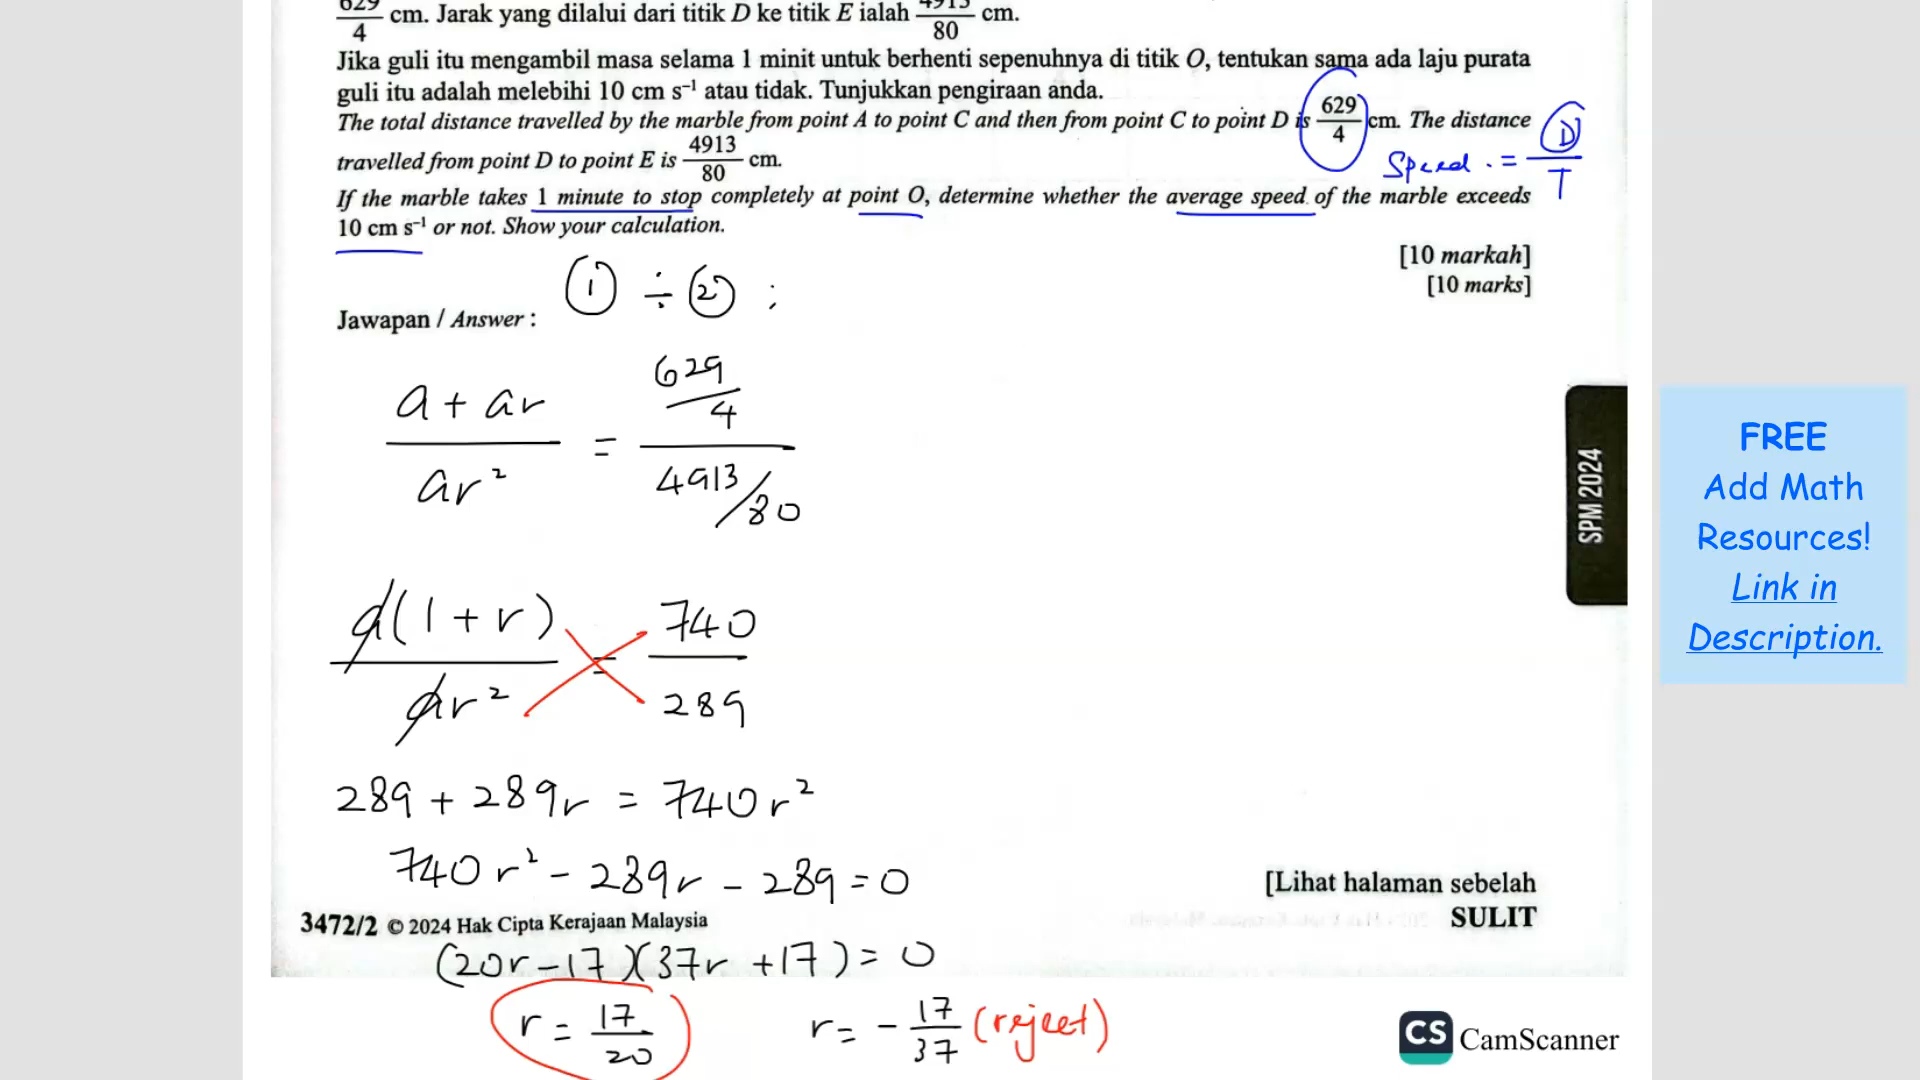 629/4 cm. Jarak yang dilalui dari titik D ke titik E ialah 4913/80 cm.
Jika guli itu mengambil masa selama 1 minit untuk berhenti sepenuhnya di titik O, tentukan sama ada laju purata
guli itu adalah melebihi 10 cm s⁻¹ atau tidak. Tunjukkan pengiraan anda.
The total distance travelled by the marble from point A to point C and then from point C to point D is 629/4 cm. The distance
travelled from point D to point E is 4913/80 cm.
Speed = D/T
If the marble takes 1 minute to stop completely at point O, determine whether the average speed of the marble exceeds
10 cm s⁻¹ or not. Show your calculation.
[10 markah]
[10 marks]
① ÷ ② :
Jawapan / Answer :
(a + ar)/(ar²) = (629/4)/(4913/80)
a(1 + r)/(ar²) = 740/289
289 + 289r = 740r²
740r² - 289r - 289 = 0
[Lihat halaman sebelah
3472/2 © 2024 Hak Cipta Kerajaan Malaysia
SULIT
(20r - 17)(37r + 17) = 0
r = 17/20 r = - 17/37 (reject)
SPM 2024
FREE
Add Math
Resources!
Link in
Description.
CS CamScanner